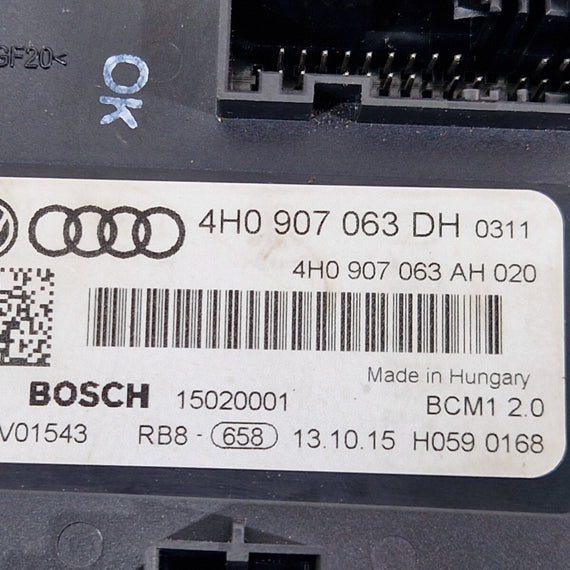 GF20<
OK
4H0 907 063 DH 0311
4H0 907 063 AH 020
Made in Hungary
BOSCH 15020001 BCM1 2.0
V01543 RB8 - 658 13.10.15 H059 0168